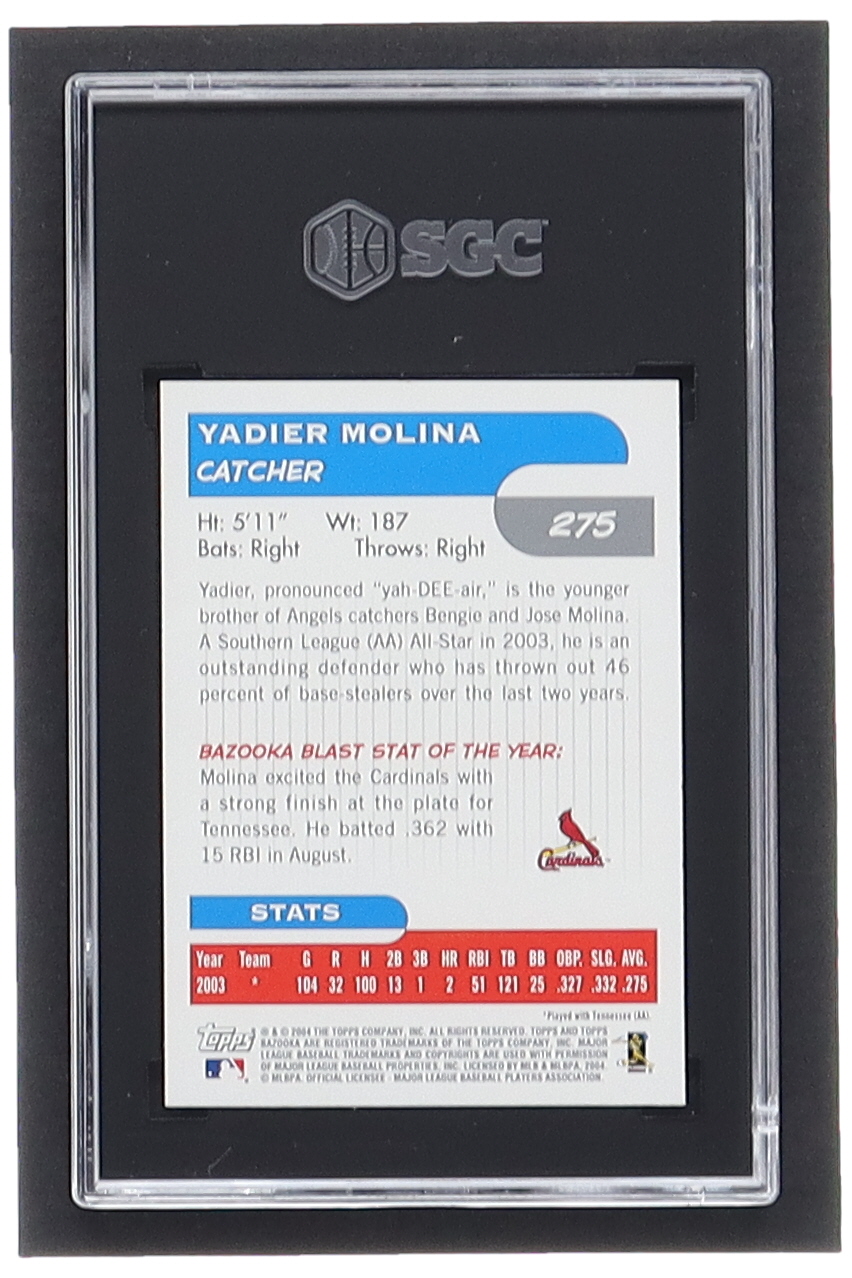 SGC
YADIER MOLINA
CATCHER
275
Ht: 5'11" Wt: 187
Bats: Right Throws: Right
Yadier, pronounced "yah-DEE-air," is the younger
brother of Angels catchers Bengie and Jose Molina.
A Southern League (AA) All-Star in 2003, he is an
outstanding defender who has thrown out 46
percent of base-stealers over the last two years.
BAZOOKA BLAST STAT OF THE YEAR:
Molina excited the Cardinals with
a strong finish at the plate for
Tennessee. He batted .362 with
15 RBI in August.
Cardinals
STATS
Year Team G R H 2B 3B HR RBI TB BB OBP. SLG. AVG.
2003 * 104 32 100 13 1 2 51 121 25 .327 .332 .275
*Played with Tennessee (AA).
Topps
® & © 2004 THE TOPPS COMPANY, INC. ALL RIGHTS RESERVED. TOPPS AND TOPPS
BAZOOKA ARE REGISTERED TRADEMARKS OF THE TOPPS COMPANY, INC. MAJOR
LEAGUE BASEBALL TRADEMARKS AND COPYRIGHTS ARE USED WITH PERMISSION
OF MAJOR LEAGUE BASEBALL PROPERTIES, INC. LICENSED BY MLB & MLBPA, 2004.
© MLBPA. OFFICIAL LICENSEE - MAJOR LEAGUE BASEBALL PLAYERS ASSOCIATION.